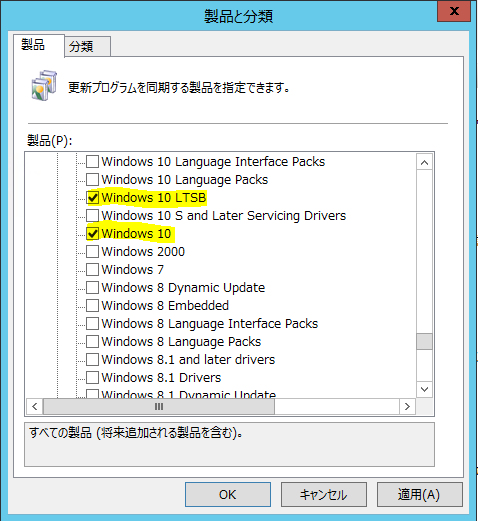 製品と分類
x
製品
分類
更新プログラムを同期する製品を指定できます。
製品(P):
Windows 10 Language Interface Packs
Windows 10 Language Packs
Windows 10 LTSB
Windows 10 S and Later Servicing Drivers
Windows 10
Windows 2000
Windows 7
Windows 8 Dynamic Update
Windows 8 Embedded
Windows 8 Language Interface Packs
Windows 8 Language Packs
Windows 8.1 and later drivers
Windows 8.1 Drivers
Windows 8.1 Dynamic Update
すべての製品 (将来追加される製品を含む)。
OK
キャンセル
適用(A)